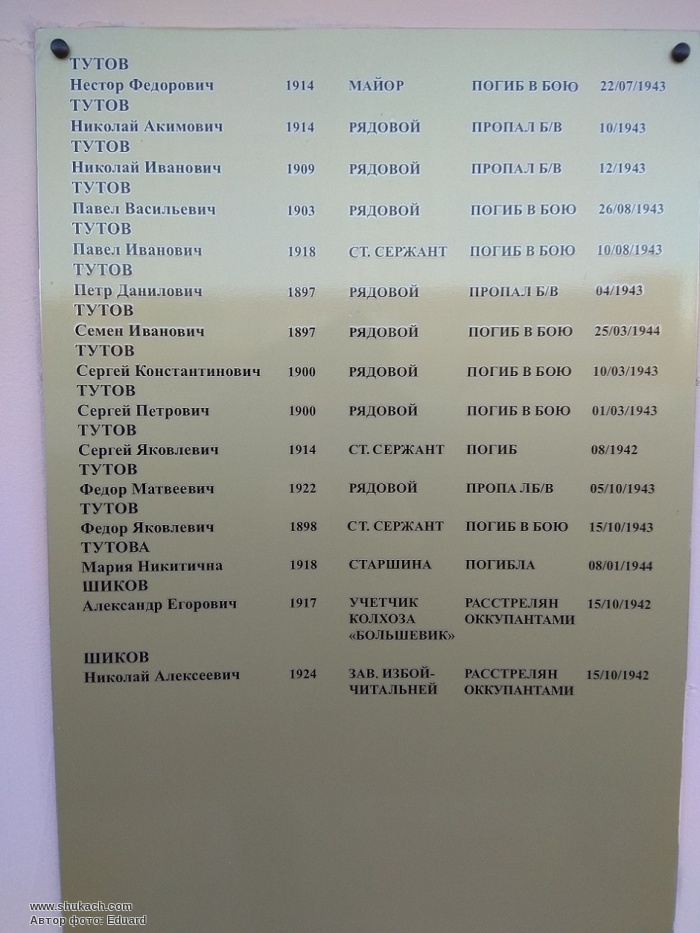 ТУТОВ
Нестор Федорович 1914 МАЙОР ПОГИБ В БОЮ 22/07/1943
ТУТОВ
Николай Акимович 1914 РЯДОВОЙ ПРОПАЛ Б/В 10/1943
ТУТОВ
Николай Иванович 1909 РЯДОВОЙ ПРОПАЛ Б/В 12/1943
ТУТОВ
Павел Васильевич 1903 РЯДОВОЙ ПОГИБ В БОЮ 26/08/1943
ТУТОВ
Павел Иванович 1918 СТ. СЕРЖАНТ ПОГИБ В БОЮ 10/08/1943
ТУТОВ
Петр Данилович 1897 РЯДОВОЙ ПРОПАЛ Б/В 04/1943
ТУТОВ
Семен Иванович 1897 РЯДОВОЙ ПОГИБ В БОЮ 25/03/1944
ТУТОВ
Сергей Константинович 1900 РЯДОВОЙ ПОГИБ В БОЮ 10/03/1943
ТУТОВ
Сергей Петрович 1900 РЯДОВОЙ ПОГИБ В БОЮ 01/03/1943
ТУТОВ
Сергей Яковлевич 1914 СТ. СЕРЖАНТ ПОГИБ 08/1942
ТУТОВ
Федор Матвеевич 1922 РЯДОВОЙ ПРОПА ЛБ/В 05/10/1943
ТУТОВ
Федор Яковлевич 1898 СТ. СЕРЖАНТ ПОГИБ В БОЮ 15/10/1943
ТУТОВА
Мария Никитична 1918 СТАРШИНА ПОГИБЛА 08/01/1944
ШИКОВ
Александр Егорович 1917 УЧЕТЧИК РАССТРЕЛЯН 15/10/1942
КОЛХОЗА ОККУПАНТАМИ
«БОЛЬШЕВИК»
ШИКОВ
Николай Алексеевич 1924 ЗАВ. ИЗБОЙ- РАССТРЕЛЯН 15/10/1942
ЧИТАЛЬНЕЙ ОККУПАНТАМИ
www.shukach.com
Автор фото: Eduard